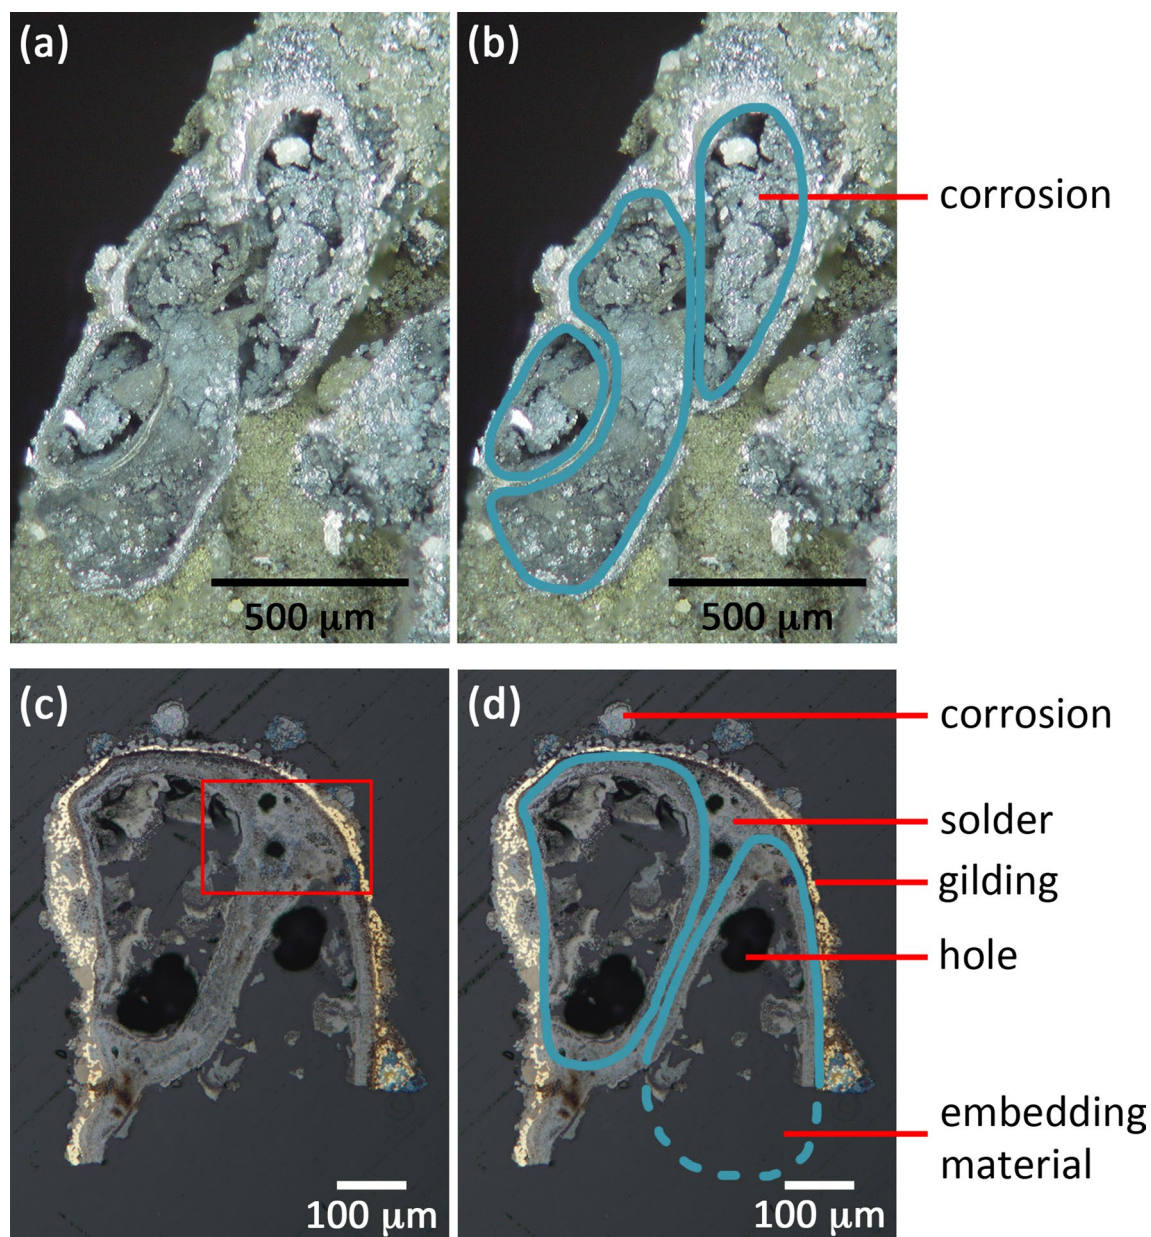 (a)
(b)
corrosion
500 μm
500 μm
(c)
(d)
corrosion
solder
gilding
hole
embedding
material
100 μm
100 μm